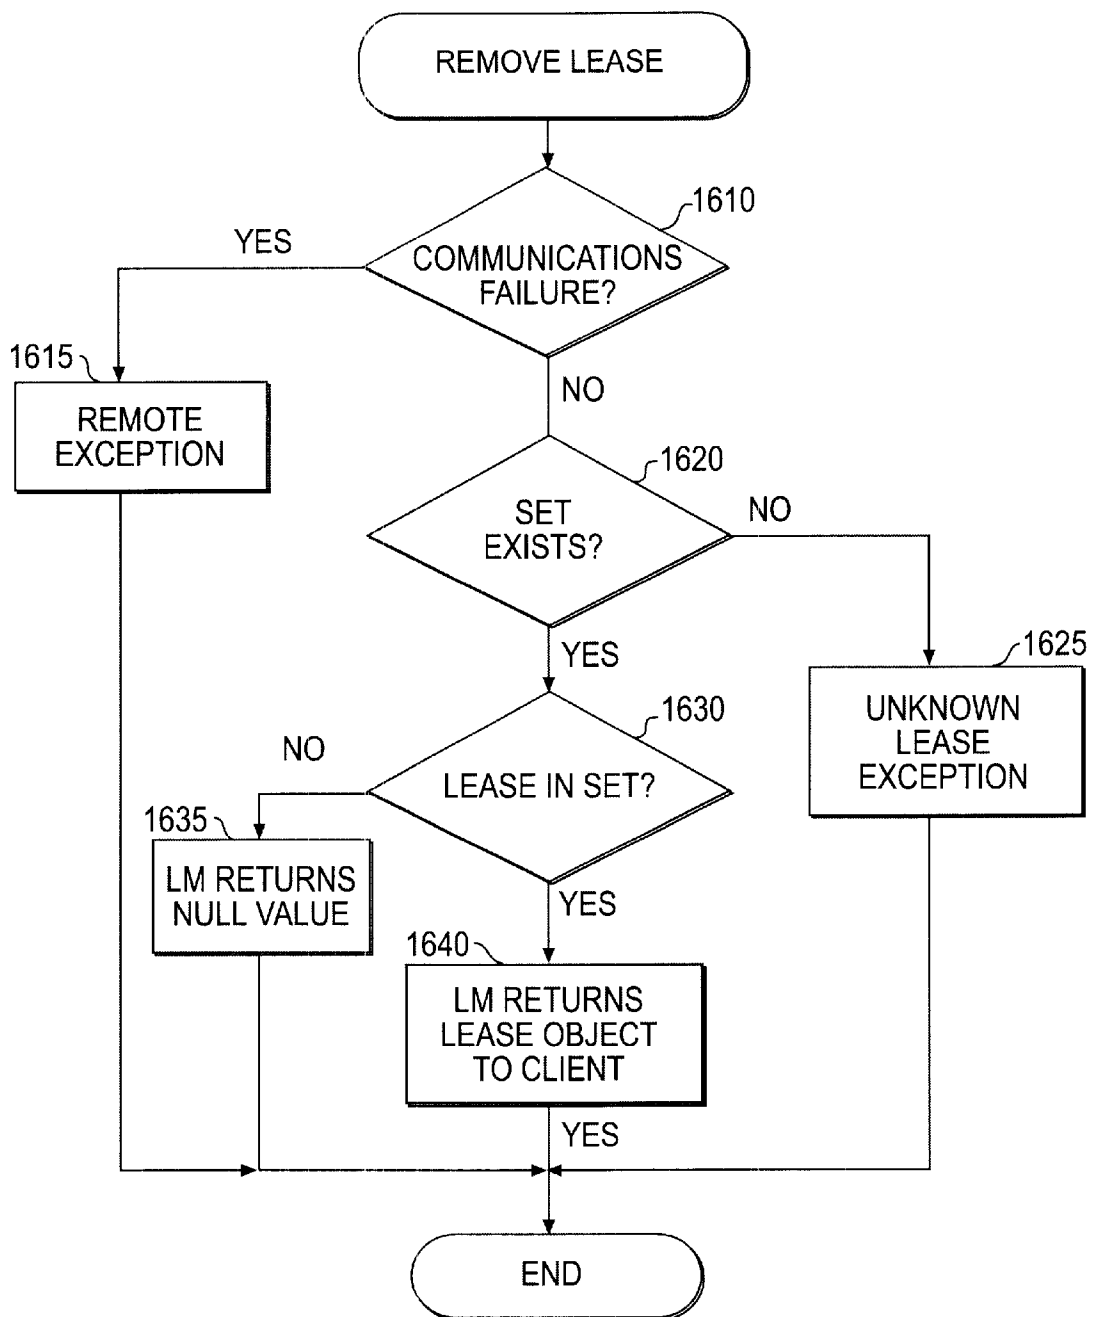 REMOVE LEASE
1610
YES
COMMUNICATIONS
FAILURE?
1615
NO
REMOTE
EXCEPTION
1620
NO
SET
EXISTS?
YES
1625
1630
UNKNOWN
LEASE
EXCEPTION
NO
LEASE IN SET?
1635
LM RETURNS
NULL VALUE
YES
1640
LM RETURNS
LEASE OBJECT
TO CLIENT
YES
END